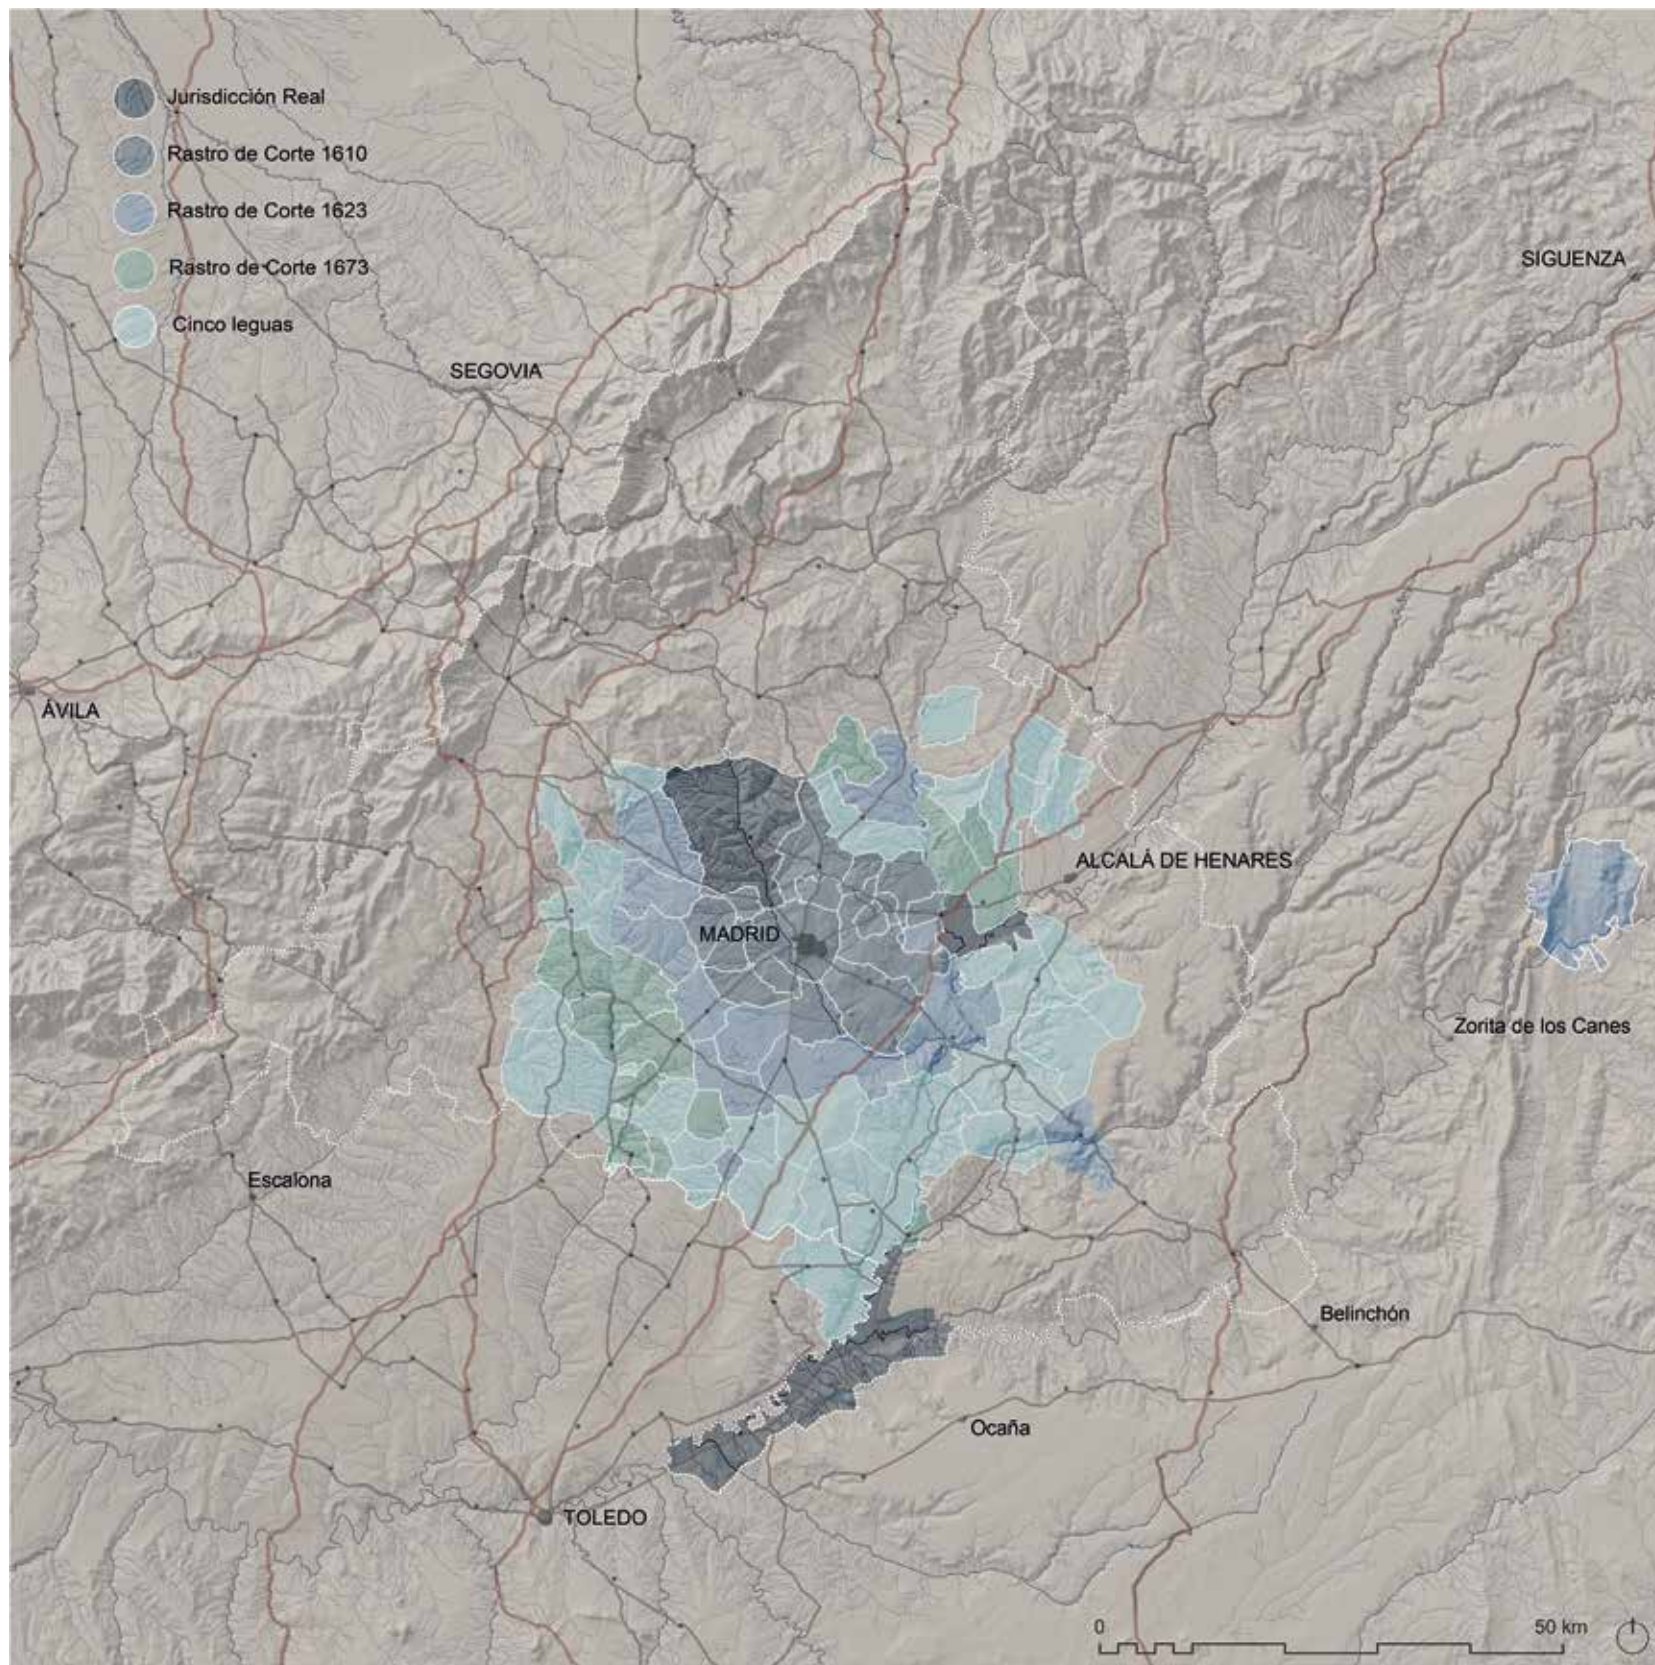 Jurisdicción Real
Rastro de Corte 1610
Rastro de Corte 1623
Rastro de Corte 1673
Cinco leguas
SIGUENZA
SEGOVIA
ÁVILA
ALCALÁ DE HENARES
MADRID
Zorita de los Canes
Escalona
Belinchón
Ocaña
TOLEDO
0 50 km